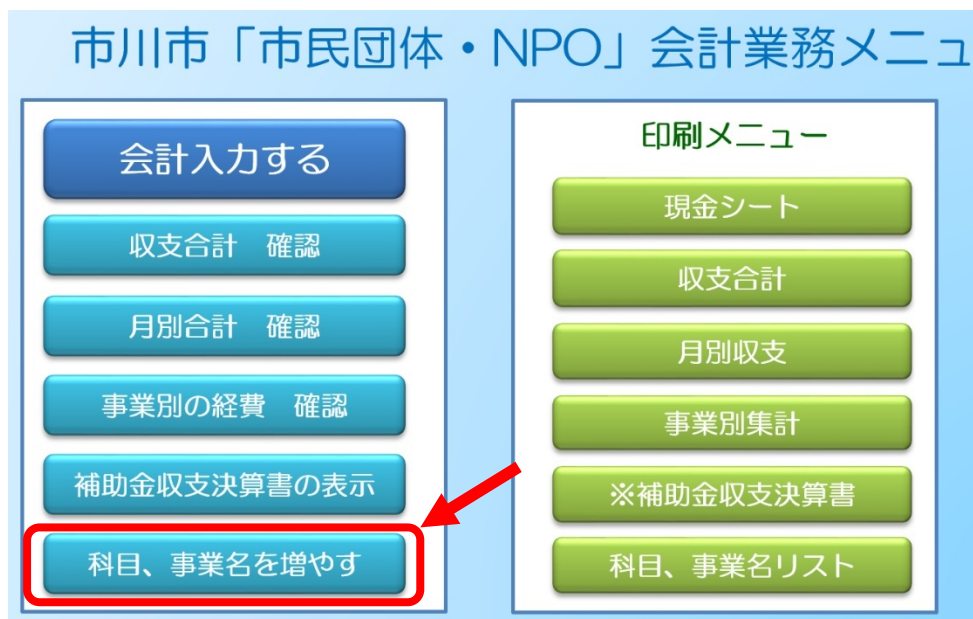 市川市「市民団体・NPO」会計業務メニュ
会計入力する
収支合計　確認
月別合計　確認
事業別の経費　確認
補助金収支決算書の表示
科目、事業名を増やす
印刷メニュー
現金シート
収支合計
月別収支
事業別集計
※補助金収支決算書
科目、事業名リスト